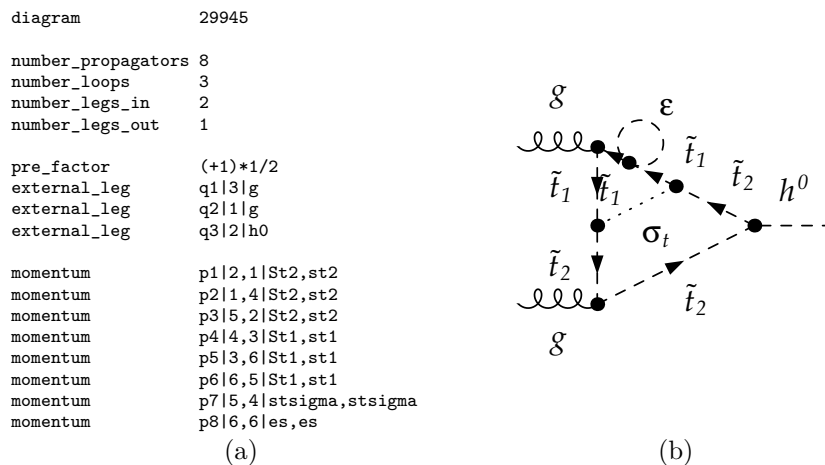 diagram 29945
number_propagators 8
number_loops 3
number_legs_in 2
number_legs_out 1
pre_factor (+1)*1/2
external_leg q1|3|g
external_leg q2|1|g
external_leg q3|2|h0
momentum p1|2,1|St2,st2
momentum p2|1,4|St2,st2
momentum p3|5,2|St2,st2
momentum p4|4,3|St1,st1
momentum p5|3,6|St1,st1
momentum p6|6,5|St1,st1
momentum p7|5,4|stsigma,stsigma
momentum p8|6,6|es,es
(a)
g
ε
t̃₁
t̃₁
t̃₁
t̃₂
h⁰
σₜ
t̃₂
t̃₂
g
(b)